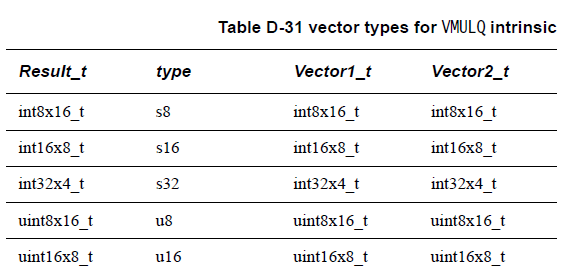 Table D-31 vector types for VMULQ intrinsic
Result_t type Vector1_t Vector2_t
int8x16_t s8 int8x16_t int8x16_t
int16x8_t s16 int16x8_t int16x8_t
int32x4_t s32 int32x4_t int32x4_t
uint8x16_t u8 uint8x16_t uint8x16_t
uint16x8_t u16 uint16x8_t uint16x8_t